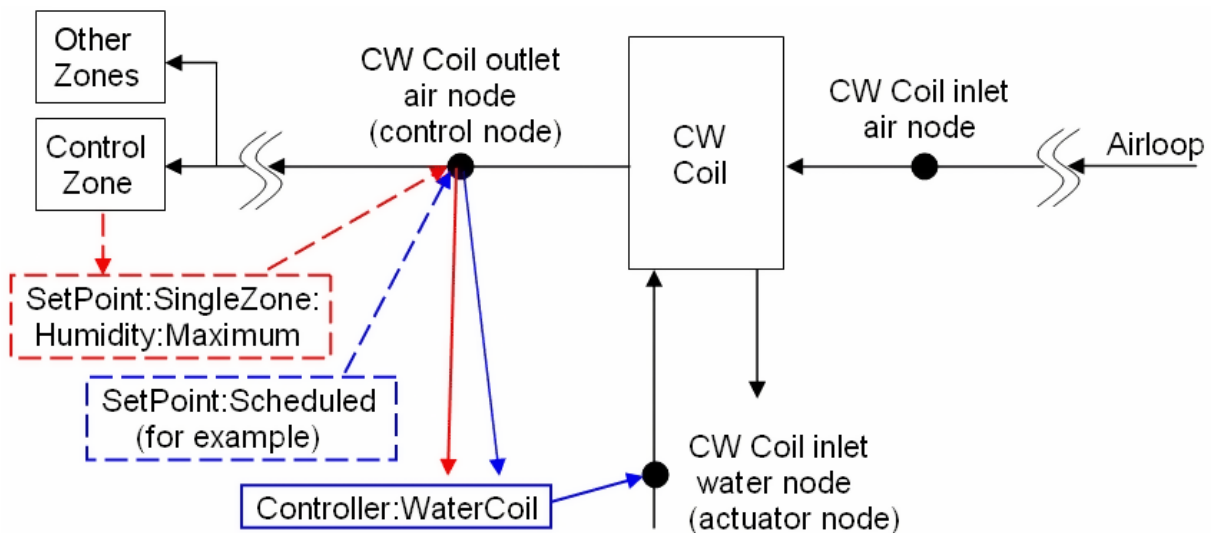 Other
Zones
Control
Zone
CW Coil outlet
air node
(control node)
CW
Coil
CW Coil inlet
air node
Airloop
SetPoint:SingleZone:
Humidity:Maximum
SetPoint:Scheduled
(for example)
Controller:WaterCoil
CW Coil inlet
water node
(actuator node)